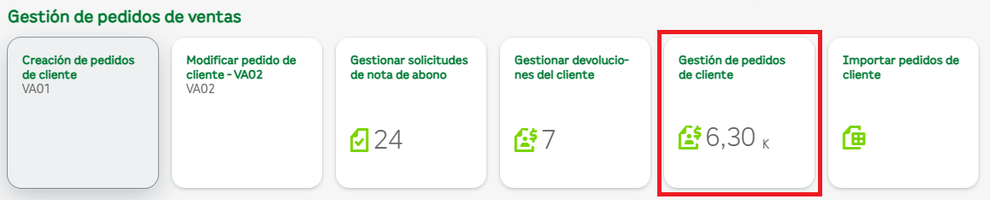 Gestión de pedidos de ventas
Creación de pedidos
de cliente
VA01
Modificar pedido de
cliente - VA02
VA02
Gestionar solicitudes
de nota de abono
24
Gestionar devolucio-
nes del cliente
7
Gestión de pedidos
de cliente
6,30 K
Importar pedidos de
cliente